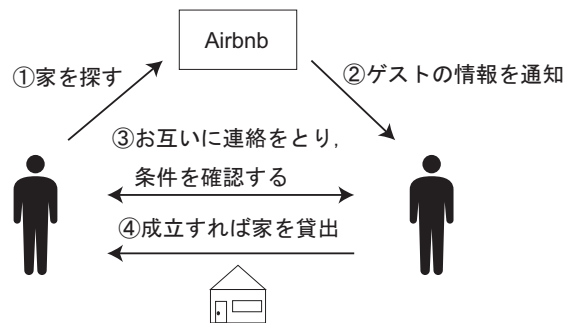 Airbnb
①家を探す
②ゲストの情報を通知
③お互いに連絡をとり,
条件を確認する
④成立すれば家を貸出